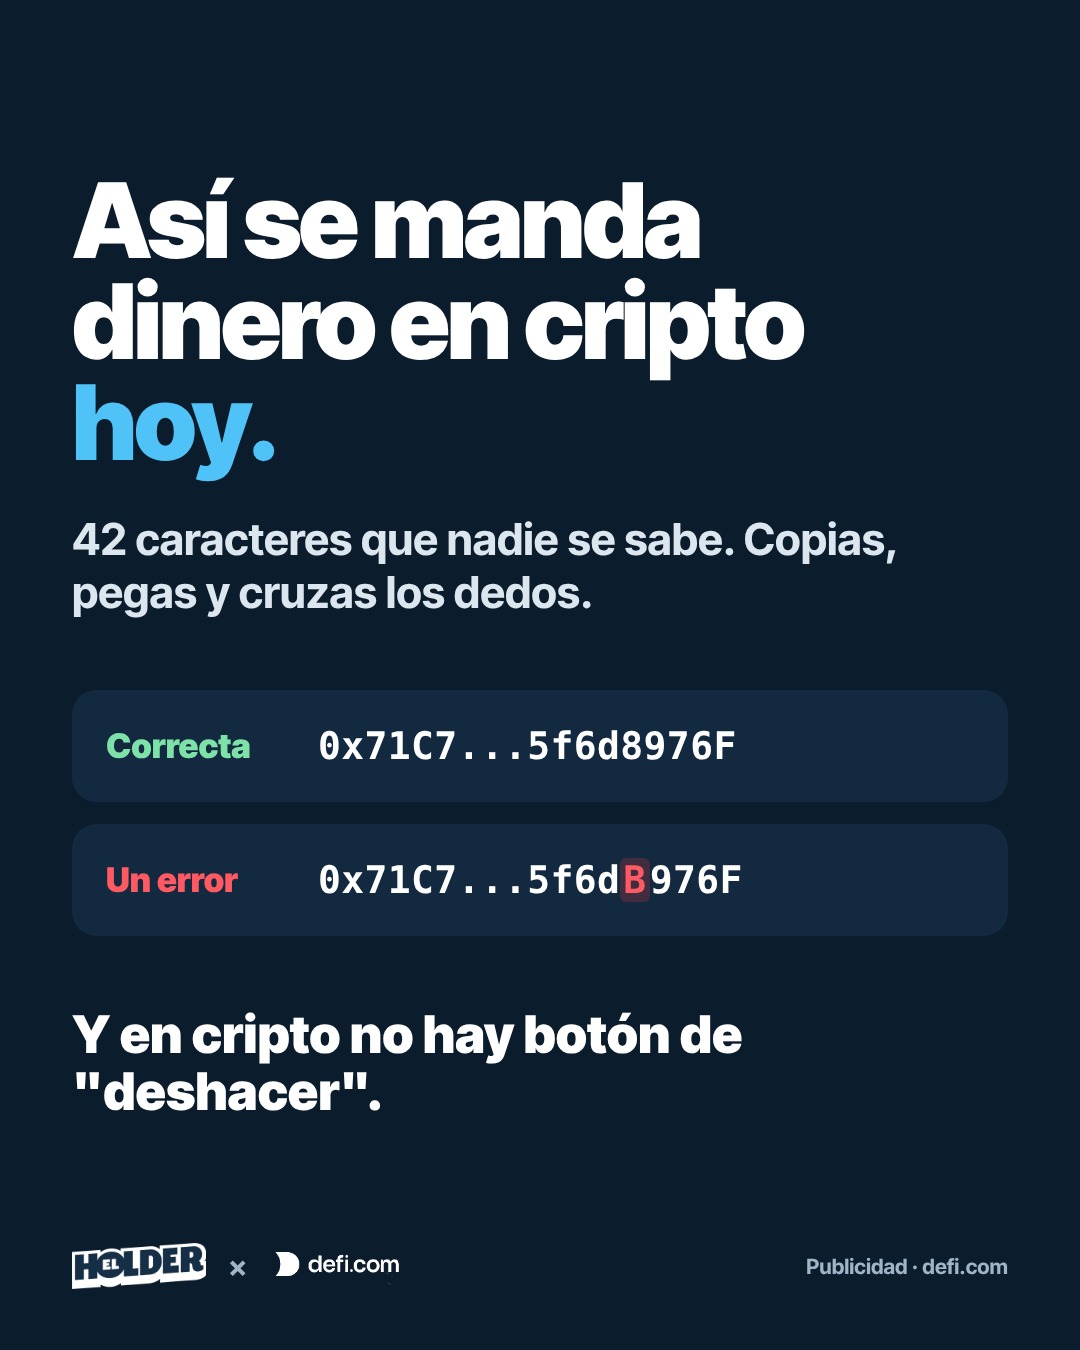 Así se manda
dinero en cripto
hoy.
42 caracteres que nadie se sabe. Copias,
pegas y cruzas los dedos.
Correcta 0x71C7...5f6d8976F
Un error 0x71C7...5f6dB976F
Y en cripto no hay botón de
"deshacer".
EL HOLDER × defi.com Publicidad · defi.com